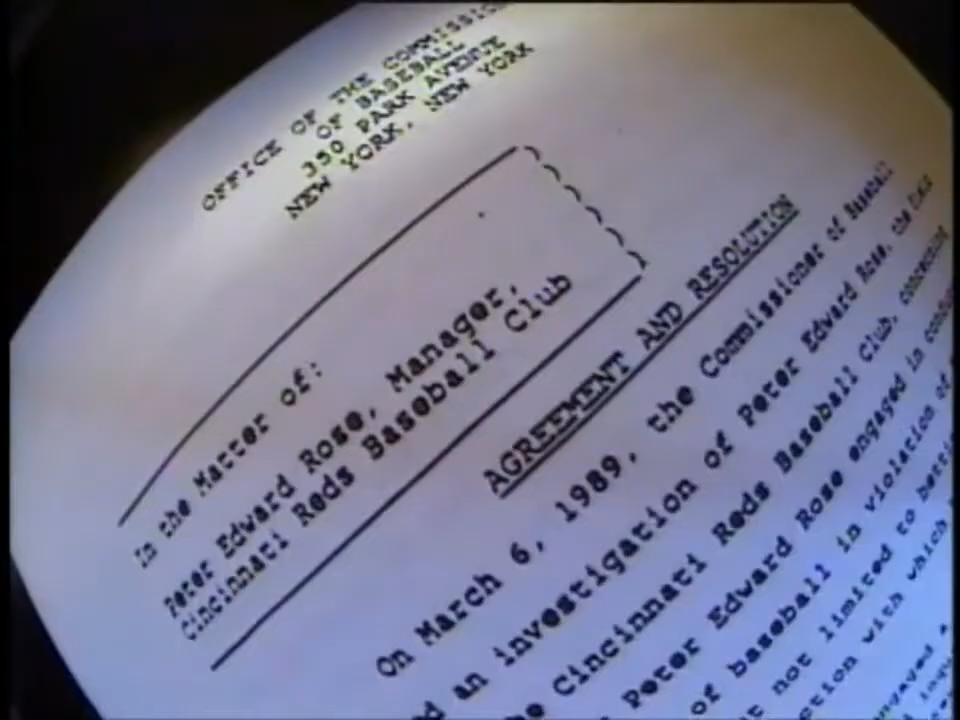 OFFICE OF THE COMMISSIO
OF BASEBALL
350 PARK AVENUE
NEW YORK, NEW YORK
In the Matter of:
Peter Edward Rose, Manager,
Cincinnati Reds Baseball Club
AGREEMENT AND RESOLUTION
On March 6, 1989, the Commissioner of Baseball
d an investigation of Peter Edward Rose, the
e Cincinnati Reds Baseball Club, concerning
Peter Edward Rose engaged in
of baseball in violation of
t not limited to
ction with which